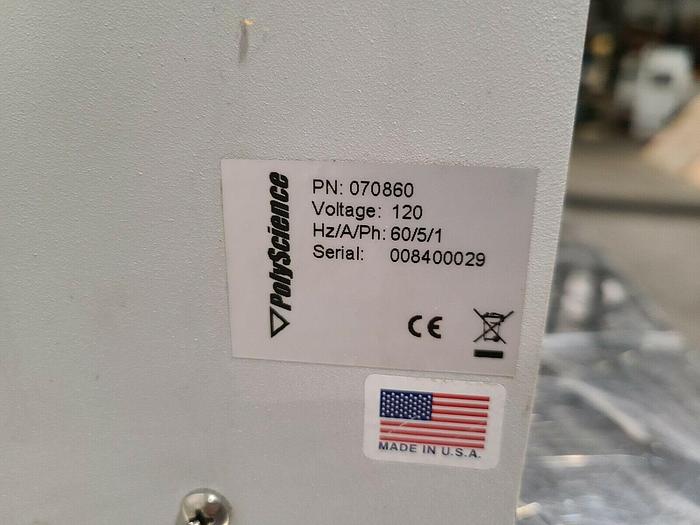 PolyScience
PN: 070860
Voltage: 120
Hz/A/Ph: 60/5/1
Serial: 008400029
CE
MADE IN U.S.A.